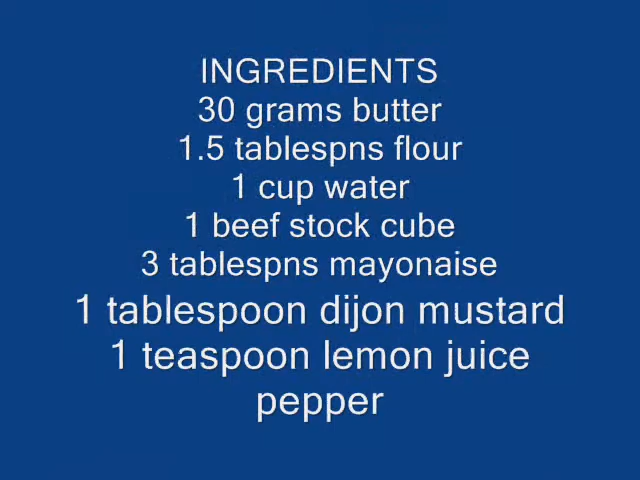 INGREDIENTS
30 grams butter
1.5 tablespns flour
1 cup water
1 beef stock cube
3 tablespns mayonaise
1 tablespoon dijon mustard
1 teaspoon lemon juice
pepper